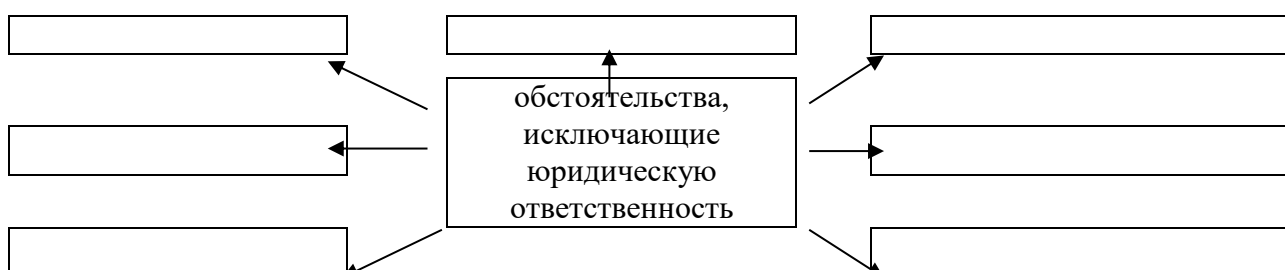 обстоятельства,
исключающие
юридическую
ответственность